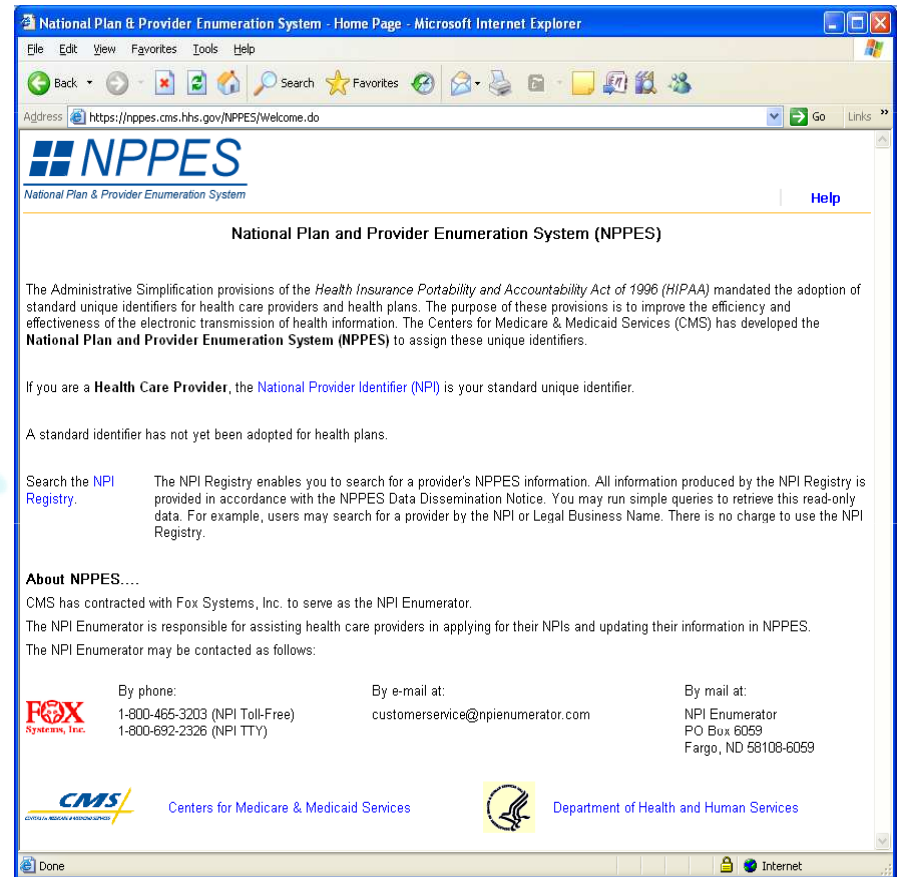 National Plan & Provider Enumeration System - Home Page - Microsoft Internet Explorer
File Edit View Favorites Tools Help
Back Search Favorites
Address https://nppes.cms.hhs.gov/NPPES/Welcome.do Go Links »
NPPES
National Plan & Provider Enumeration System
Help
National Plan and Provider Enumeration System (NPPES)
The Administrative Simplification provisions of the Health Insurance Portability and Accountability Act of 1996 (HIPAA) mandated the adoption of
standard unique identifiers for health care providers and health plans. The purpose of these provisions is to improve the efficiency and
effectiveness of the electronic transmission of health information. The Centers for Medicare & Medicaid Services (CMS) has developed the
National Plan and Provider Enumeration System (NPPES) to assign these unique identifiers.
If you are a Health Care Provider, the National Provider Identifier (NPI) is your standard unique identifier.
A standard identifier has not yet been adopted for health plans.
Search the NPI
Registry.
The NPI Registry enables you to search for a provider's NPPES information. All information produced by the NPI Registry is
provided in accordance with the NPPES Data Dissemination Notice. You may run simple queries to retrieve this read-only
data. For example, users may search for a provider by the NPI or Legal Business Name. There is no charge to use the NPI
Registry.
About NPPES....
CMS has contracted with Fox Systems, Inc. to serve as the NPI Enumerator.
The NPI Enumerator is responsible for assisting health care providers in applying for their NPIs and updating their information in NPPES.
The NPI Enumerator may be contacted as follows:
FOX
Systems, Inc.
By phone:
1-800-465-3203 (NPI Toll-Free)
1-800-692-2326 (NPI TTY)
By e-mail at:
customerservice@npienumerator.com
By mail at:
NPI Enumerator
PO Box 6059
Fargo, ND 58108-6059
CMS
CENTERS for MEDICARE & MEDICAID SERVICES
Centers for Medicare & Medicaid Services
Department of Health and Human Services
Done Internet